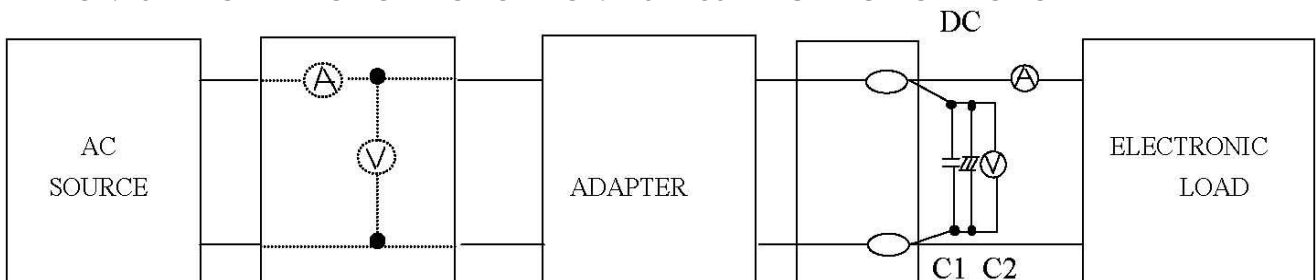 DC
A
A
AC
SOURCE
V
ADAPTER
V
ELECTRONIC
LOAD
C1 C2